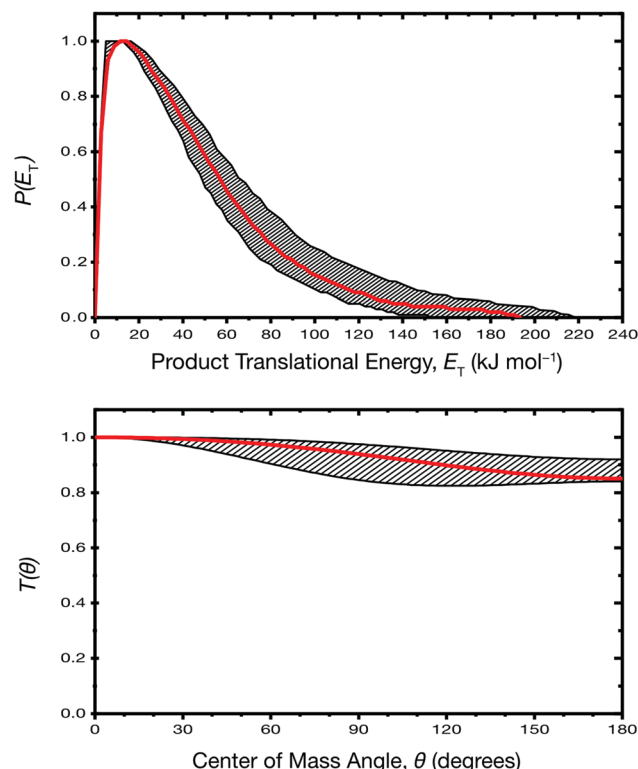 1.0
0.8
0.6
0.4
0.2
0.0
P(E_T)
0 20 40 60 80 100 120 140 160 180 200 220 240
Product Translational Energy, E_T (kJ mol⁻¹)
1.0
0.8
0.6
0.4
0.2
0.0
T(θ)
0 30 60 90 120 150 180
Center of Mass Angle, θ (degrees)